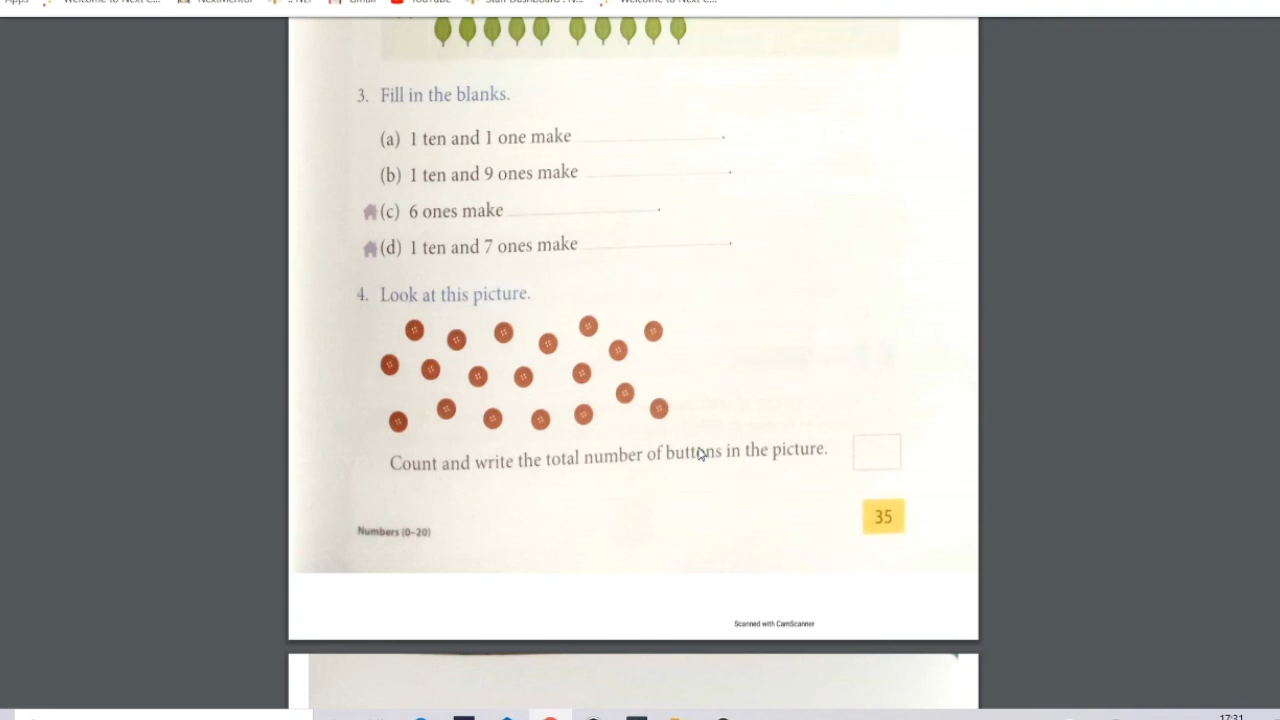 3. Fill in the blanks.
(a) 1 ten and 1 one make .
(b) 1 ten and 9 ones make .
(c) 6 ones make .
(d) 1 ten and 7 ones make .
4. Look at this picture.
Count and write the total number of buttons in the picture.
35
Numbers (0–20)
Scanned with CamScanner
17:31